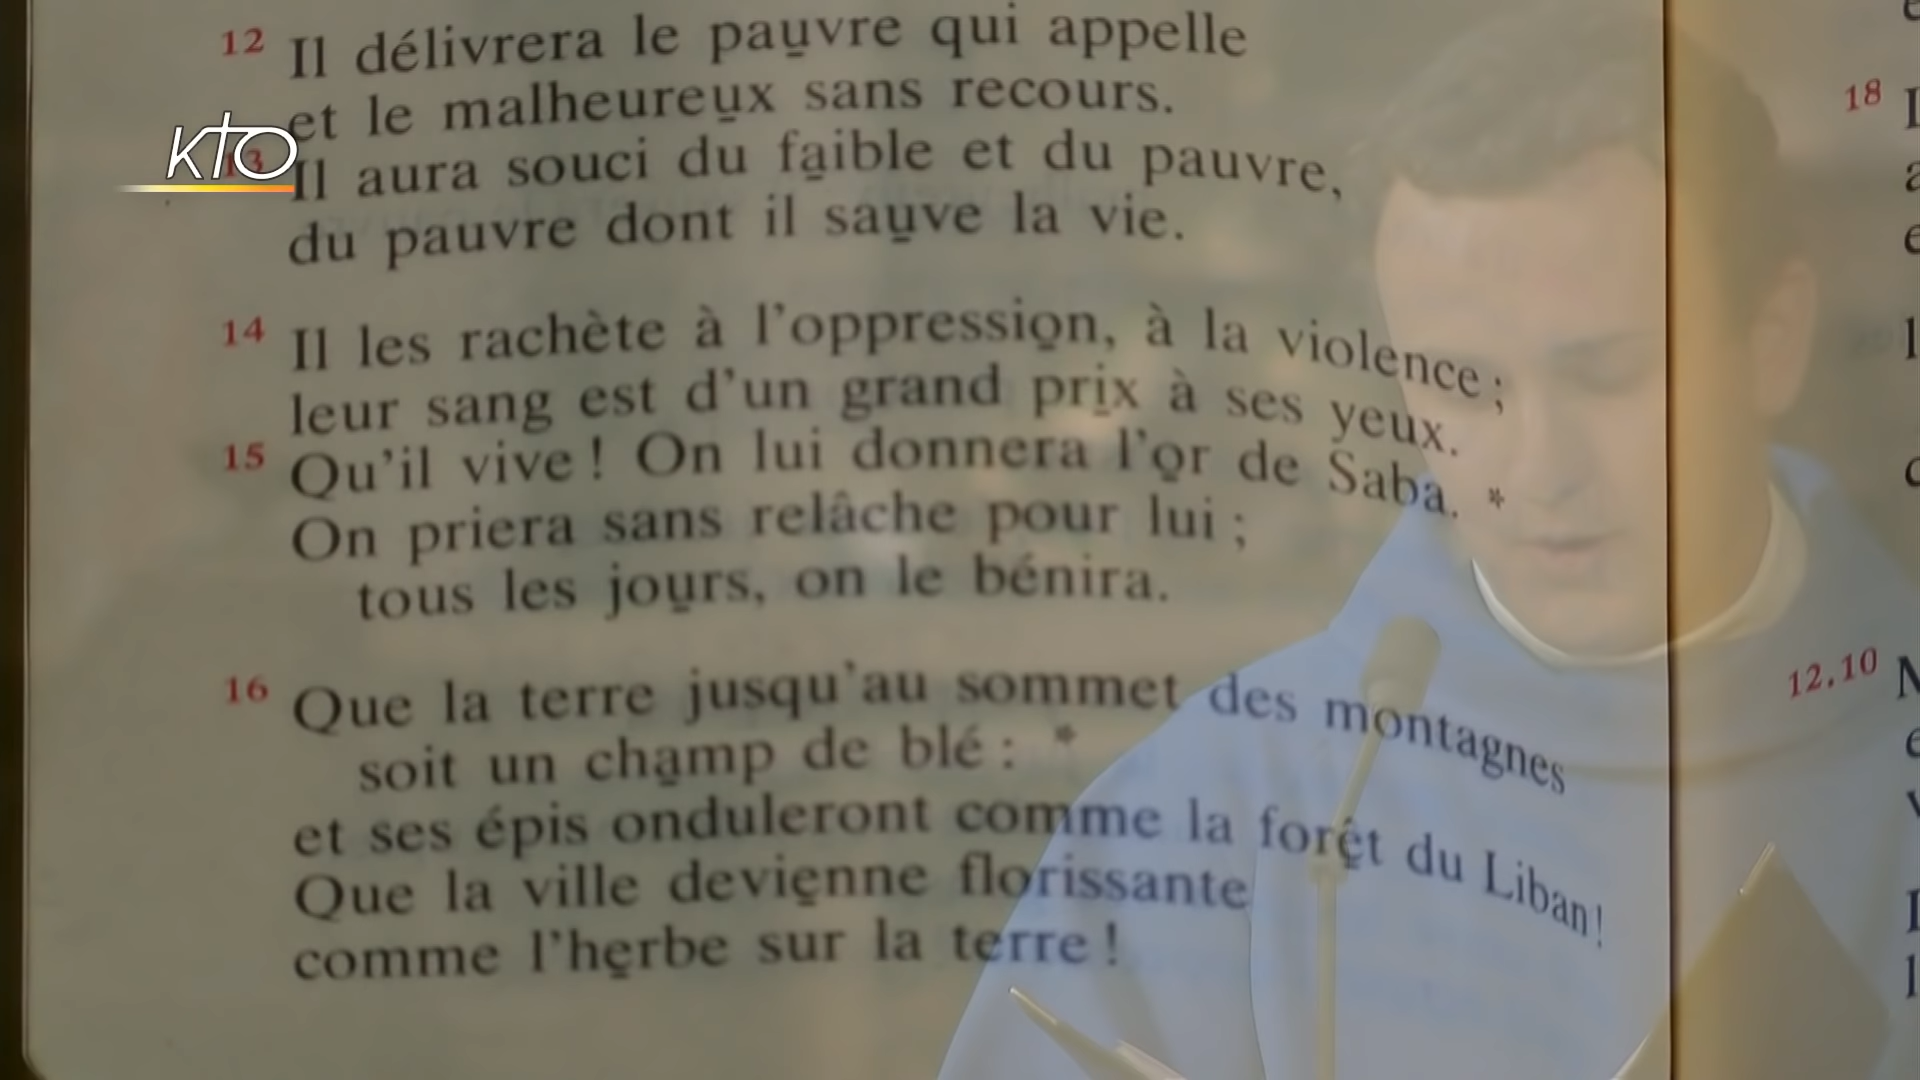 12 Il délivrera le pauvre qui appelle
et le malheureux sans recours.
KTO
13 Il aura souci du faible et du pauvre,
du pauvre dont il sauve la vie.
14 Il les rachète à l'oppression, à la violence ;
leur sang est d'un grand prix à ses yeux.
15 Qu'il vive ! On lui donnera l'or de Saba. *
On priera sans relâche pour lui ;
tous les jours, on le bénira.
16 Que la terre jusqu'au sommet des montagnes
soit un champ de blé : *
et ses épis onduleront comme la forêt du Liban !
Que la ville devienne florissante
comme l'herbe sur la terre !
18
12.10